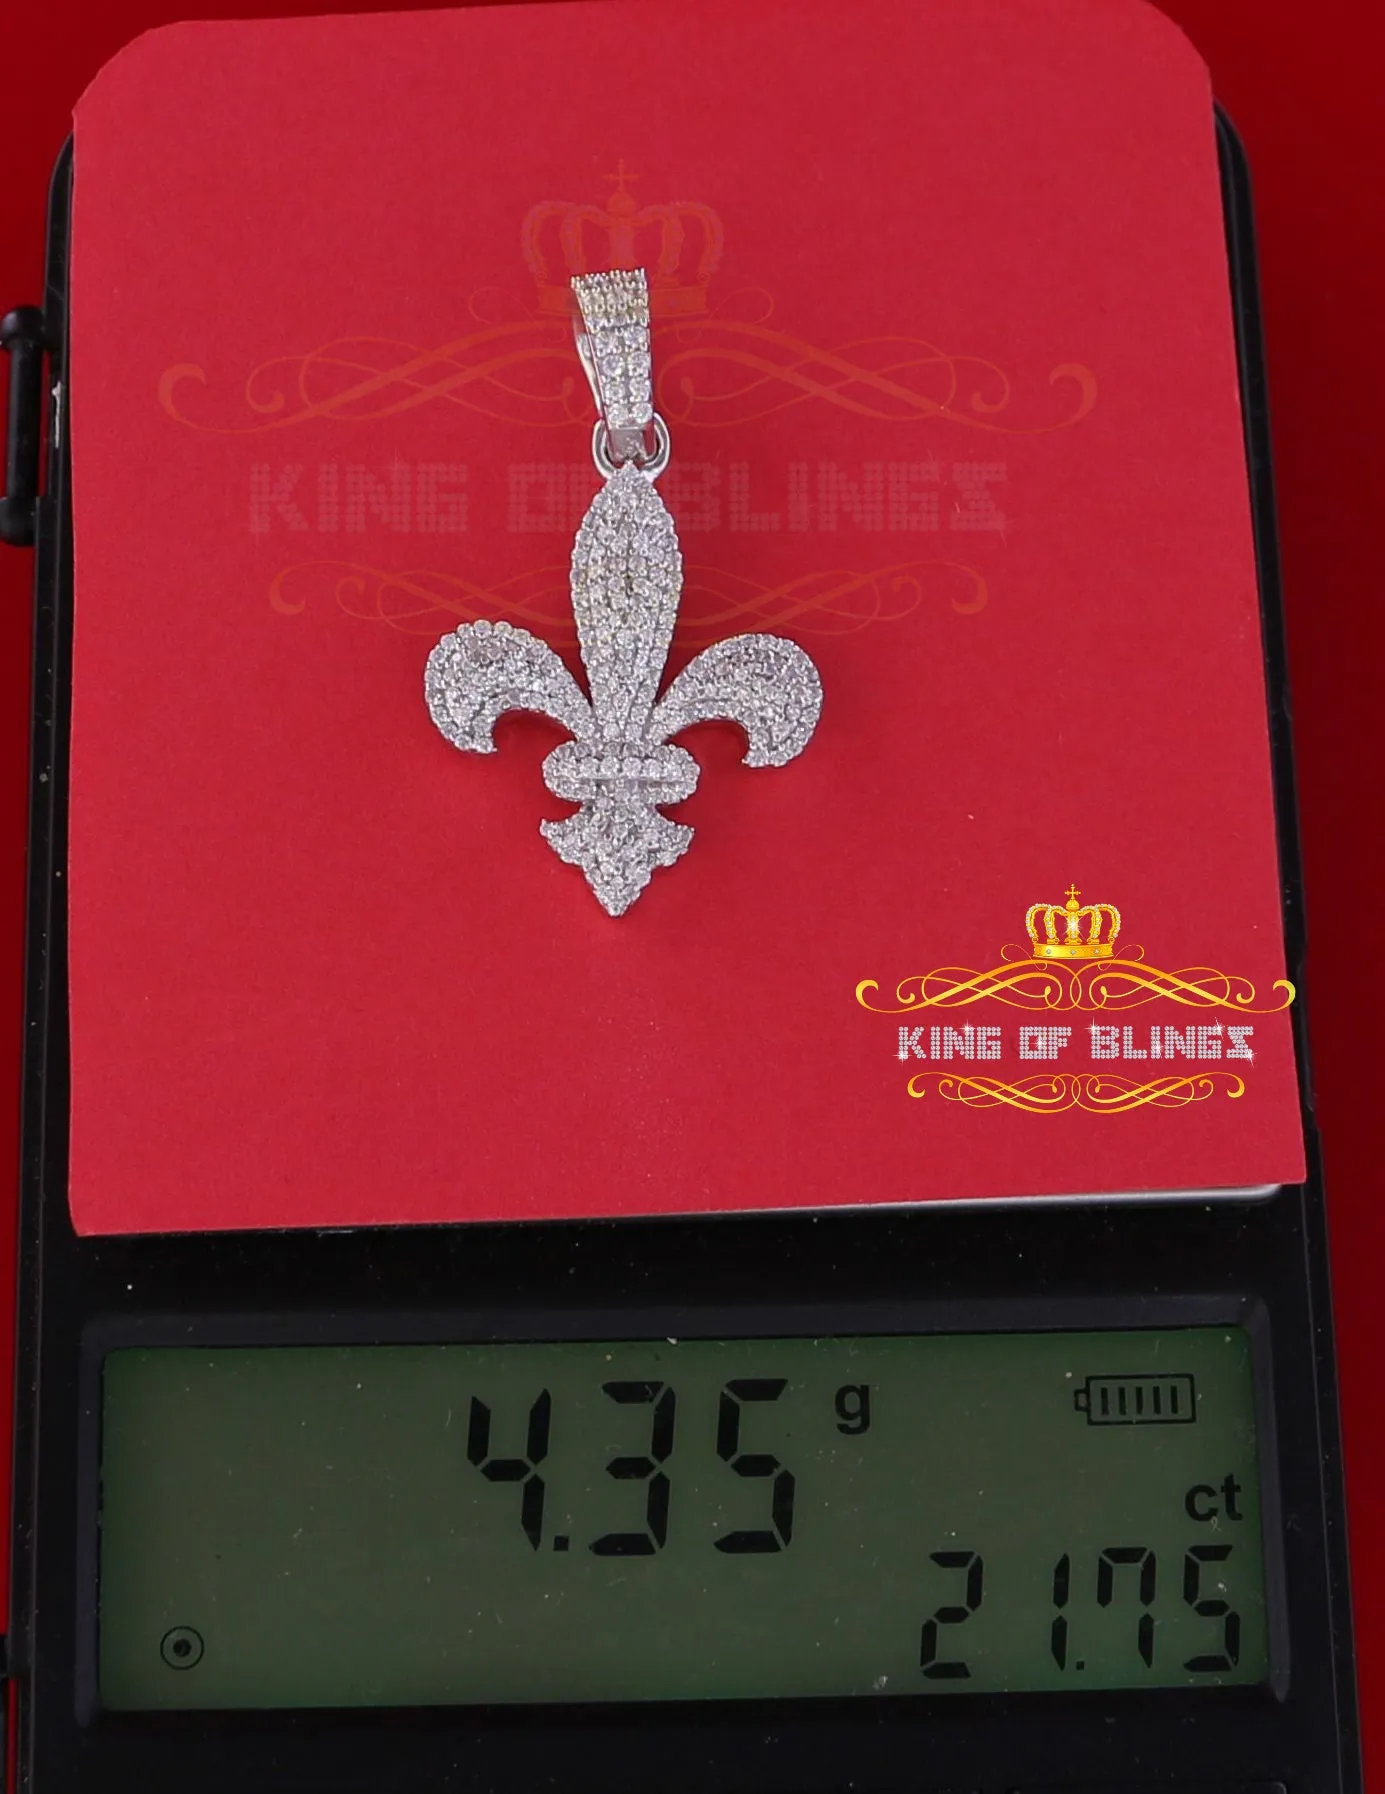 KING OF BLINGS
KING OF BLINGS
4.35 g
ct
21.75